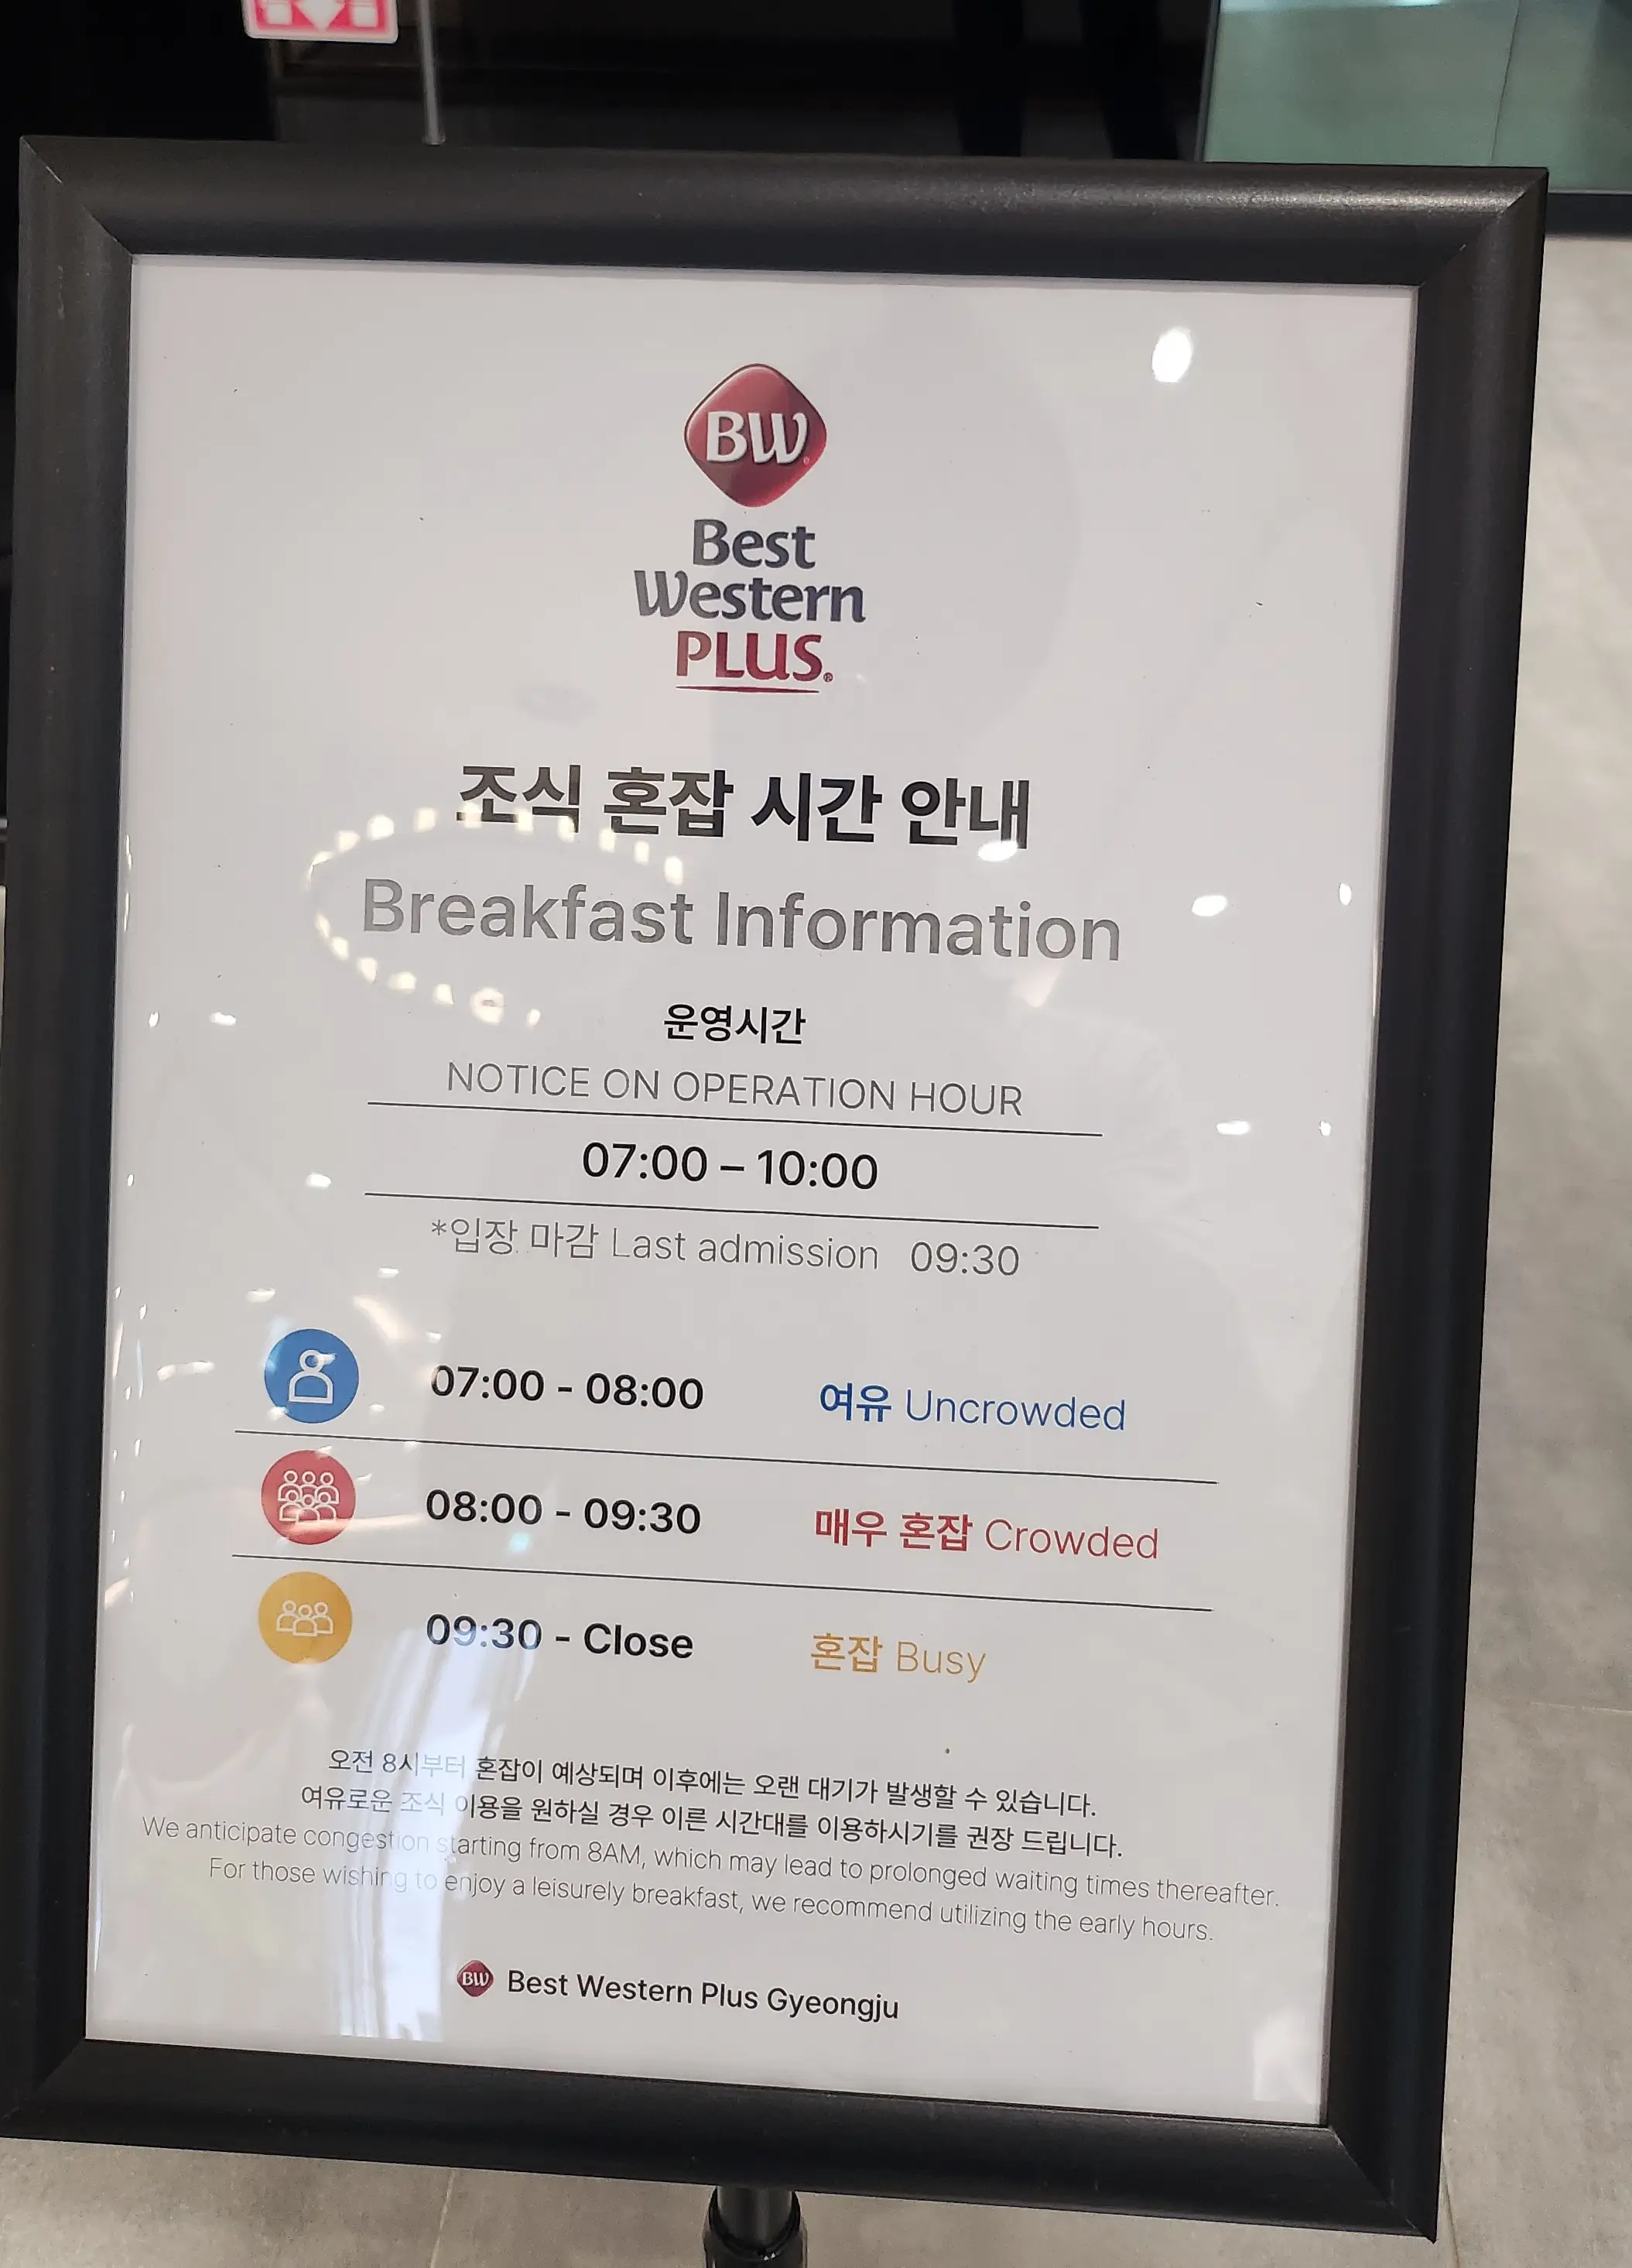 BW
Best
Western
PLUS®
조식 혼잡 시간 안내
Breakfast Information
운영시간
NOTICE ON OPERATION HOUR
07:00 – 10:00
*입장 마감 Last admission 09:30
07:00 - 08:00 여유 Uncrowded
08:00 - 09:30 매우 혼잡 Crowded
09:30 - Close 혼잡 Busy
오전 8시부터 혼잡이 예상되며 이후에는 오랜 대기가 발생할 수 있습니다.
여유로운 조식 이용을 원하실 경우 이른 시간대를 이용하시기를 권장 드립니다.
We anticipate congestion starting from 8AM, which may lead to prolonged waiting times thereafter.
For those wishing to enjoy a leisurely breakfast, we recommend utilizing the early hours.
BW Best Western Plus Gyeongju